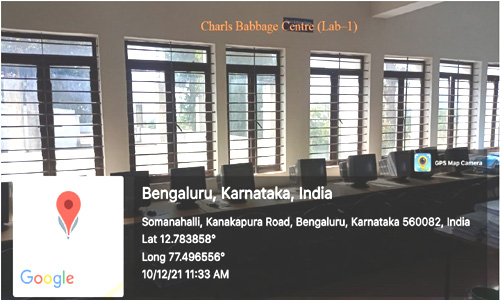 Charls Babbage Centre (Lab–1)
GPS Map Camera
Bengaluru, Karnataka, India
Somanahalli, Kanakapura Road, Bengaluru, Karnataka 560082, India
Lat 12.783858°
Long 77.496556°
10/12/21 11:33 AM
Google